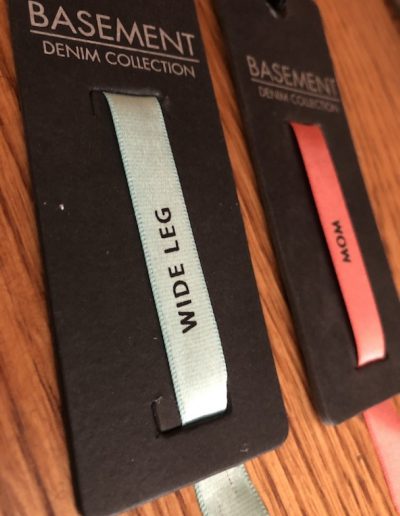 BASEMENT
DENIM COLLECTION
WIDE LEG
BASEMENT
DENIM COLLECTION
MOM